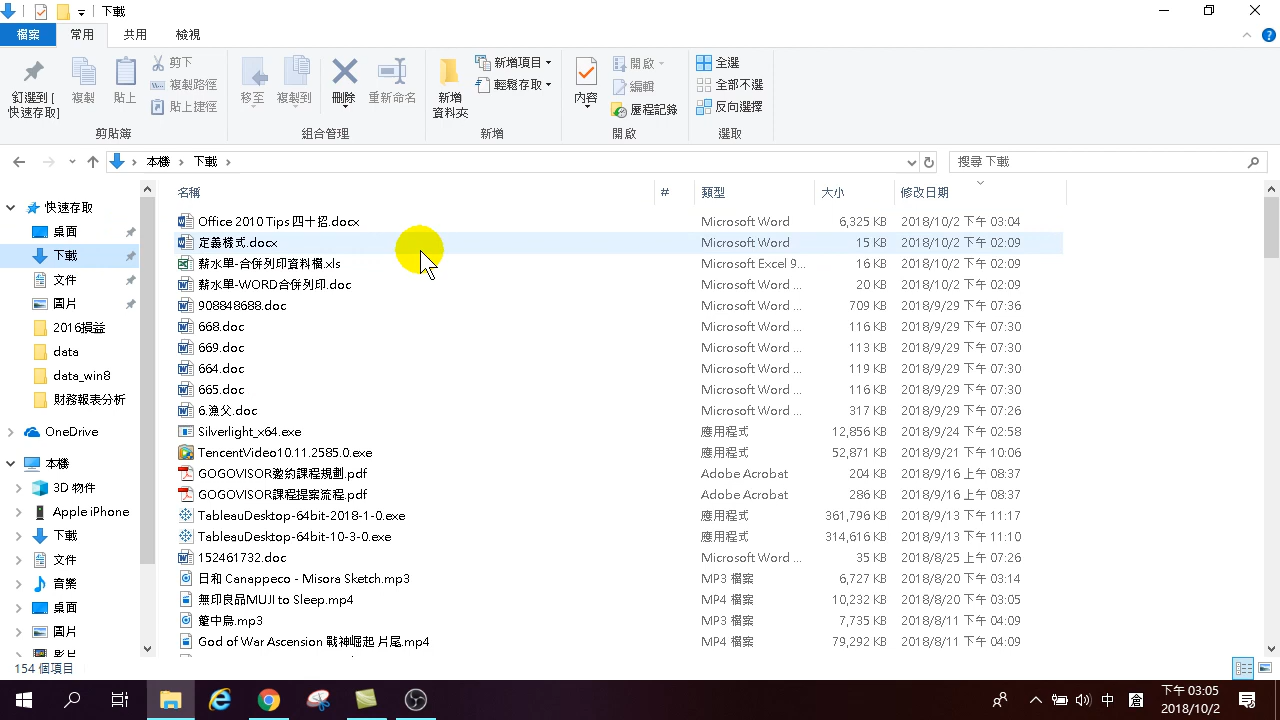 下載
檔案 常用 共用 檢視
釘選到 [快速存取]
複製
貼上
剪下
複製路徑
貼上捷徑
剪貼簿
移至
複製到
刪除
重新命名
組合管理
新增資料夾
新增項目
輕鬆存取
新增
內容
開啟
編輯
歷程記錄
開啟
全選
全部不選
反向選擇
選取
本機 > 下載 >
搜尋 下載
快速存取
桌面
下載
文件
圖片
2016損益
data
data_win8
財務報表分析
OneDrive
本機
3D 物件
Apple iPhone
下載
文件
音樂
桌面
圖片
影片
名稱 # 類型 大小 修改日期
Office 2010 Tips 四十招.docx Microsoft Word 6,325 KB 2018/10/2 下午 03:04
定義樣式.docx Microsoft Word 15 KB 2018/10/2 下午 02:09
薪水單-合併列印資料檔.xls Microsoft Excel 9... 16 KB 2018/10/2 下午 02:09
薪水單-WORD合併列印.doc Microsoft Word ... 20 KB 2018/10/2 下午 02:09
908848688.doc Microsoft Word ... 709 KB 2018/9/29 下午 07:36
668.doc Microsoft Word ... 116 KB 2018/9/29 下午 07:30
669.doc Microsoft Word ... 113 KB 2018/9/29 下午 07:30
664.doc Microsoft Word ... 119 KB 2018/9/29 下午 07:30
665.doc Microsoft Word ... 116 KB 2018/9/29 下午 07:30
6.漁父.doc Microsoft Word ... 317 KB 2018/9/29 下午 07:26
Silverlight_x64.exe 應用程式 12,856 KB 2018/9/24 下午 02:58
TencentVideo10.11.2585.0.exe 應用程式 52,871 KB 2018/9/21 下午 10:06
GOGOVISOR邀約課程規劃.pdf Adobe Acrobat 204 KB 2018/9/16 上午 08:37
GOGOVISOR課程提案流程.pdf Adobe Acrobat 286 KB 2018/9/16 上午 08:37
TableauDesktop-64bit-2018-1-0.exe 應用程式 361,796 KB 2018/9/13 下午 11:17
TableauDesktop-64bit-10-3-0.exe 應用程式 314,616 KB 2018/9/13 下午 11:10
152461732.doc Microsoft Word ... 35 KB 2018/8/25 上午 07:26
日和 Canappeco - Misora Sketch.mp3 MP3 檔案 6,727 KB 2018/8/20 下午 03:14
無印良品MUJI to Sleep.mp4 MP4 檔案 10,232 KB 2018/8/20 下午 03:05
籠中鳥.mp3 MP3 檔案 7,735 KB 2018/8/11 下午 04:09
God of War Ascension 戰神崛起 片尾.mp4 MP4 檔案 79,292 KB 2018/8/11 下午 04:09
154 個項目
中
下午 03:05
2018/10/2